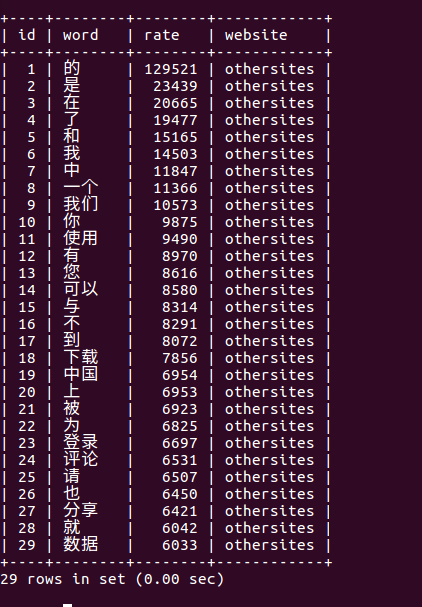 +----+--------+--------+------------+
| id | word   | rate   | website    |
+----+--------+--------+------------+
|  1 | 的     | 129521 | othersites |
|  2 | 是     |  23439 | othersites |
|  3 | 在     |  20665 | othersites |
|  4 | 了     |  19477 | othersites |
|  5 | 和     |  15165 | othersites |
|  6 | 我     |  14503 | othersites |
|  7 | 中     |  11847 | othersites |
|  8 | 一个   |  11366 | othersites |
|  9 | 我们   |  10573 | othersites |
| 10 | 你     |   9875 | othersites |
| 11 | 使用   |   9490 | othersites |
| 12 | 有     |   8970 | othersites |
| 13 | 您     |   8616 | othersites |
| 14 | 可以   |   8580 | othersites |
| 15 | 与     |   8314 | othersites |
| 16 | 不     |   8291 | othersites |
| 17 | 到     |   8072 | othersites |
| 18 | 下载   |   7856 | othersites |
| 19 | 中国   |   6954 | othersites |
| 20 | 上     |   6953 | othersites |
| 21 | 被     |   6923 | othersites |
| 22 | 为     |   6825 | othersites |
| 23 | 登录   |   6697 | othersites |
| 24 | 评论   |   6531 | othersites |
| 25 | 请     |   6507 | othersites |
| 26 | 也     |   6450 | othersites |
| 27 | 分享   |   6421 | othersites |
| 28 | 就     |   6042 | othersites |
| 29 | 数据   |   6033 | othersites |
+----+--------+--------+------------+
29 rows in set (0.00 sec)